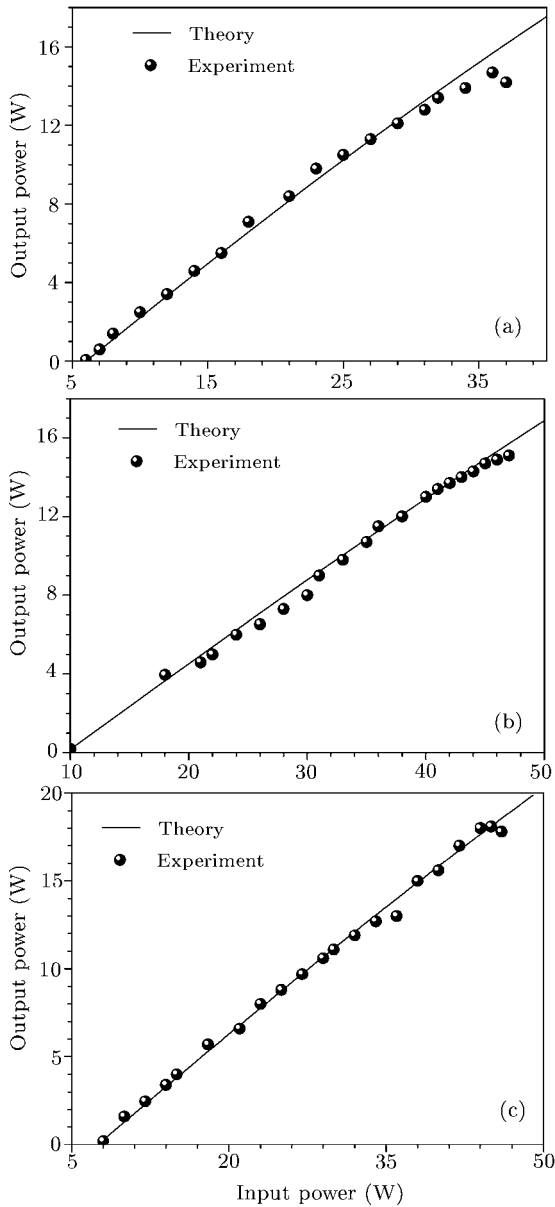 16
12
8
4
0
Output power (W)
Theory
Experiment
(a)
5
15
25
35
16
12
8
4
0
Output power (W)
Theory
Experiment
(b)
10
20
30
40
50
20
15
10
5
0
Output power (W)
Theory
Experiment
(c)
5
20
35
50
Input power (W)